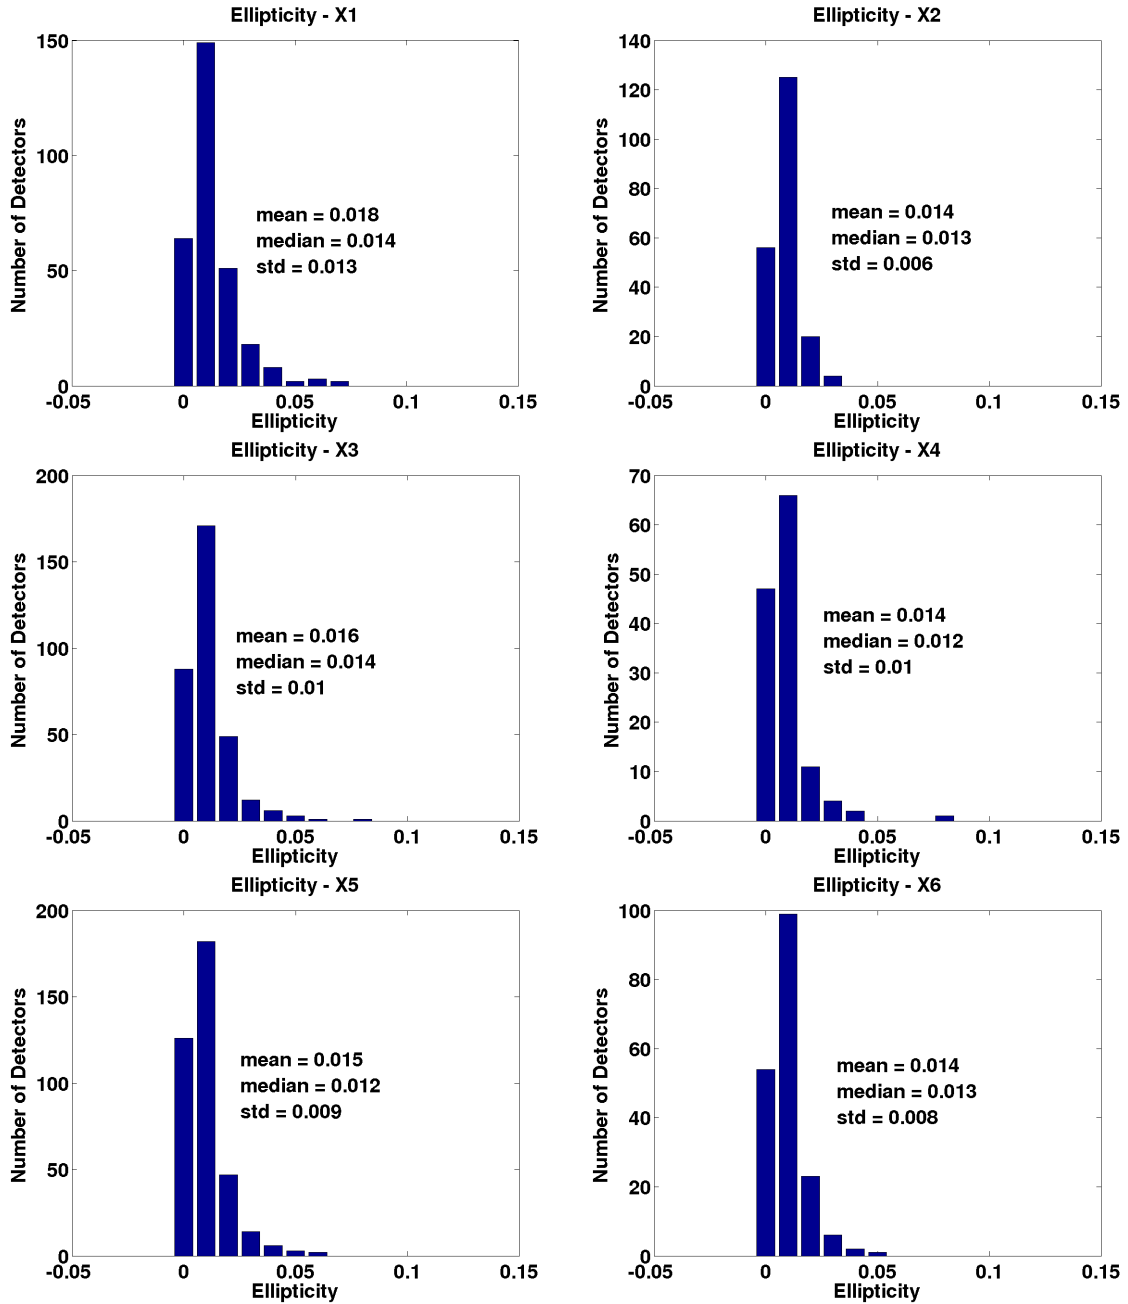 Ellipticity - X1
150
100
50
0
Number of Detectors
mean = 0.018
median = 0.014
std = 0.013
-0.05 0 0.05 0.1 0.15
Ellipticity
Ellipticity - X2
140
120
100
80
60
40
20
0
Number of Detectors
mean = 0.014
median = 0.013
std = 0.006
-0.05 0 0.05 0.1 0.15
Ellipticity
Ellipticity - X3
200
150
100
50
0
Number of Detectors
mean = 0.016
median = 0.014
std = 0.01
-0.05 0 0.05 0.1 0.15
Ellipticity
Ellipticity - X4
70
60
50
40
30
20
10
0
Number of Detectors
mean = 0.014
median = 0.012
std = 0.01
-0.05 0 0.05 0.1 0.15
Ellipticity
Ellipticity - X5
200
150
100
50
0
Number of Detectors
mean = 0.015
median = 0.012
std = 0.009
-0.05 0 0.05 0.1 0.15
Ellipticity
Ellipticity - X6
100
80
60
40
20
0
Number of Detectors
mean = 0.014
median = 0.013
std = 0.008
-0.05 0 0.05 0.1 0.15
Ellipticity